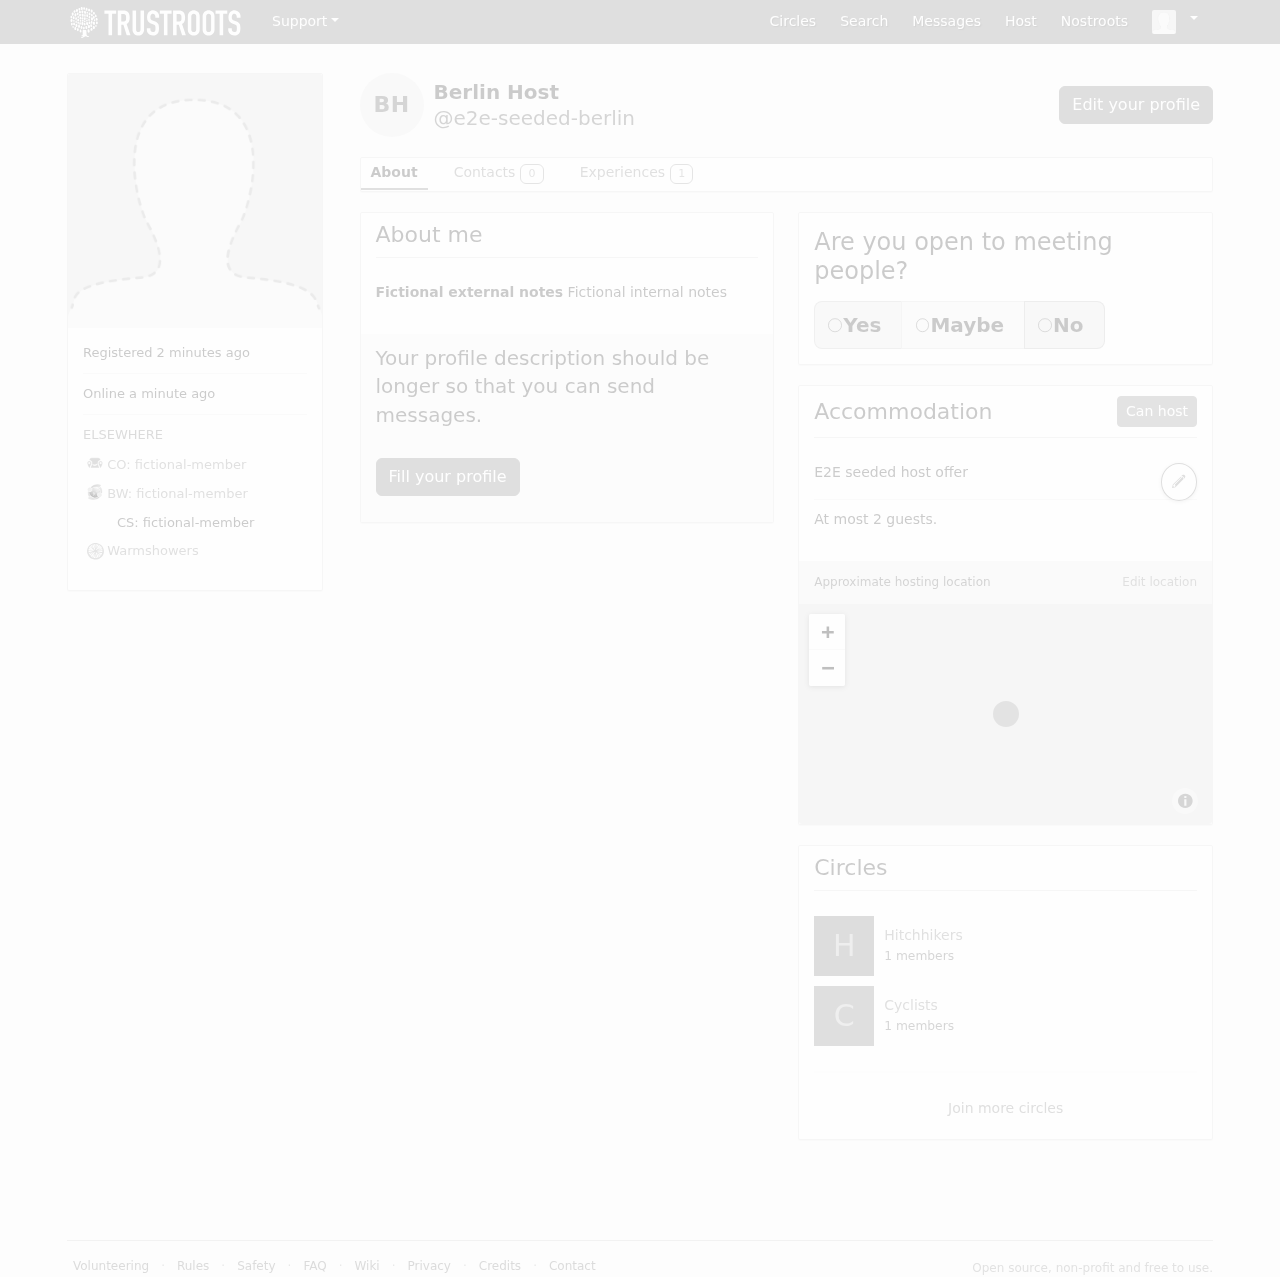 TRUSTROOTS
Support
Circles Search Messages Host Nostroots
BH
Berlin Host
@e2e-seeded-berlin
Edit your profile
About Contacts 0 Experiences 1
Registered 2 minutes ago
Online a minute ago
ELSEWHERE
CO: fictional-member
BW: fictional-member
CS: fictional-member
Warmshowers
About me
Fictional external notes Fictional internal notes
Your profile description should be
longer so that you can send
messages.
Fill your profile
Are you open to meeting
people?
Yes Maybe No
Accommodation Can host
E2E seeded host offer
At most 2 guests.
Approximate hosting location Edit location
+
−
Circles
H
Hitchhikers
1 members
C
Cyclists
1 members
Join more circles
Volunteering · Rules · Safety · FAQ · Wiki · Privacy · Credits · Contact
Open source, non-profit and free to use.